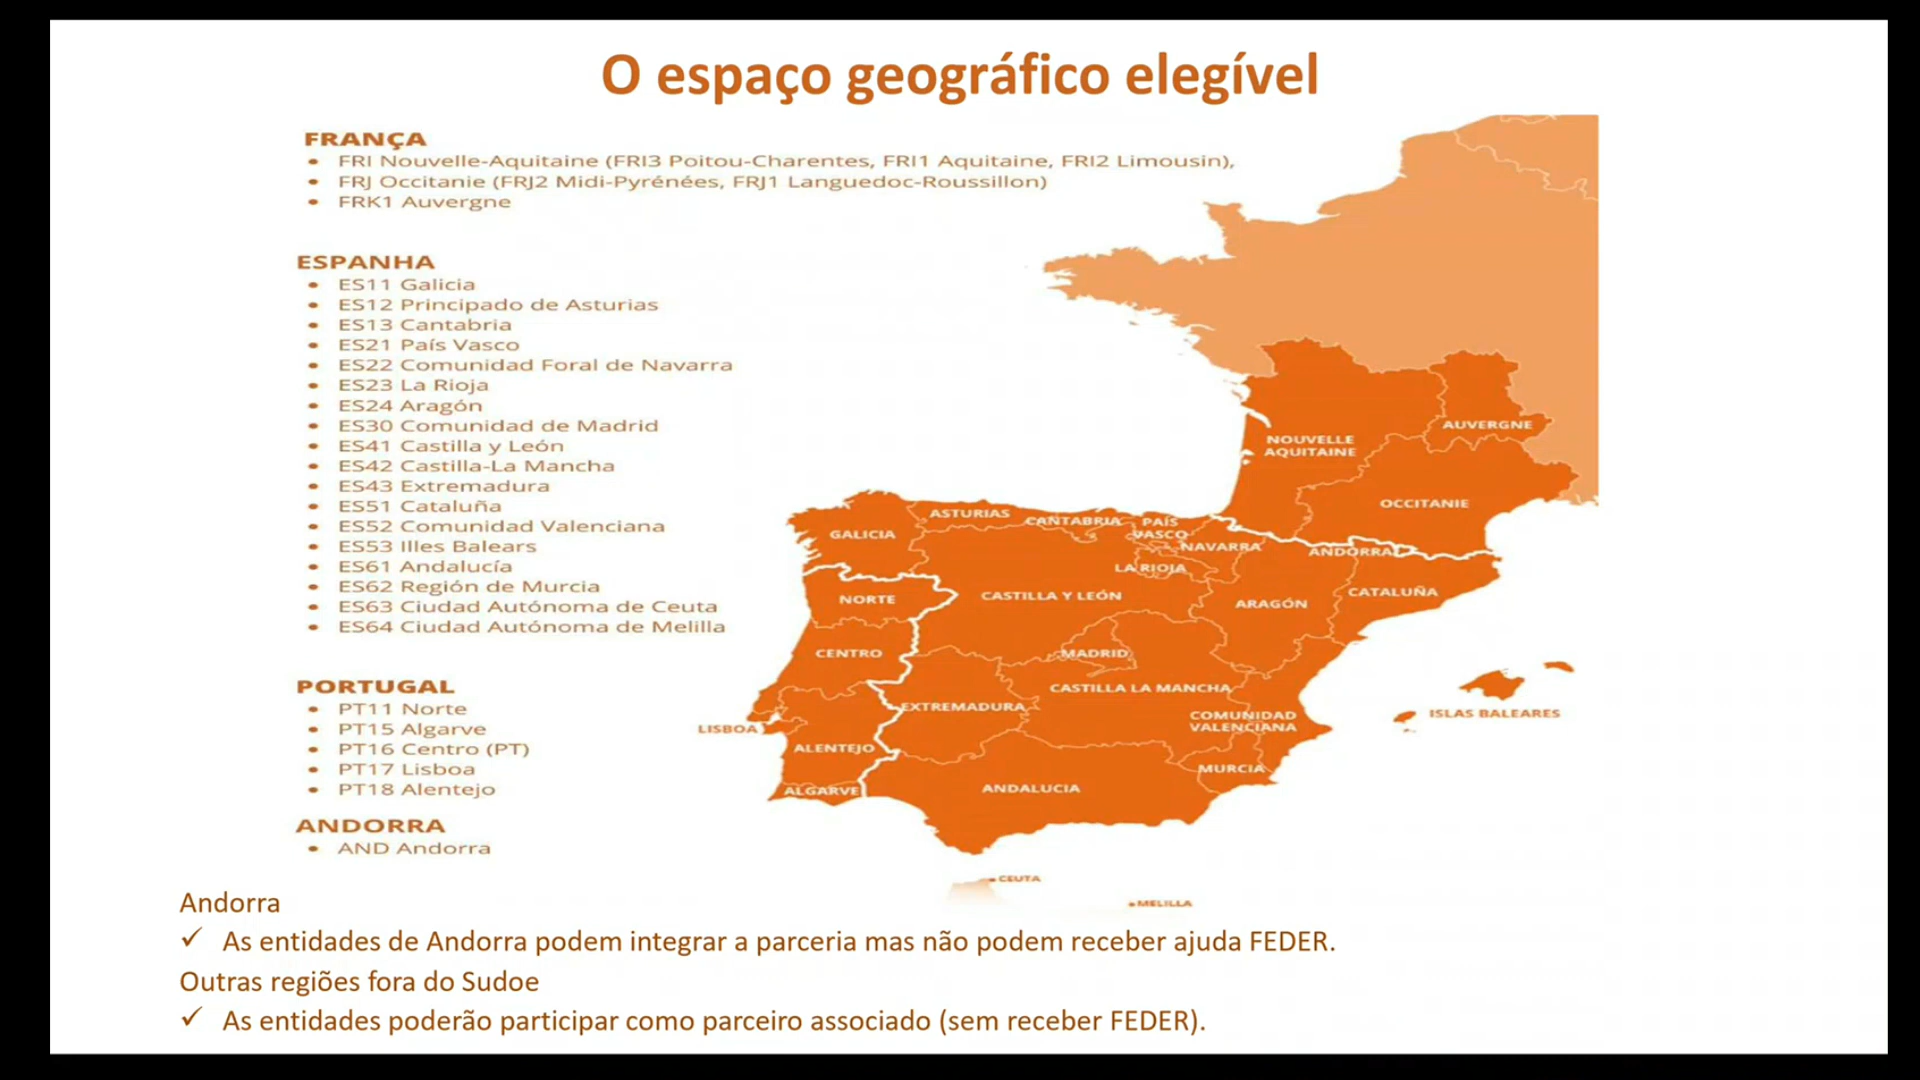 O espaço geográfico elegível
FRANÇA
• FRI Nouvelle-Aquitaine (FRI3 Poitou-Charentes, FRI1 Aquitaine, FRI2 Limousin),
• FRJ Occitanie (FRJ2 Midi-Pyrénées, FRJ1 Languedoc-Roussillon)
• FRK1 Auvergne
ESPANHA
• ES11 Galicia
• ES12 Principado de Asturias
• ES13 Cantabria
• ES21 País Vasco
• ES22 Comunidad Foral de Navarra
• ES23 La Rioja
• ES24 Aragón
• ES30 Comunidad de Madrid
• ES41 Castilla y León
• ES42 Castilla-La Mancha
• ES43 Extremadura
• ES51 Cataluña
• ES52 Comunidad Valenciana
• ES53 Illes Balears
• ES61 Andalucía
• ES62 Región de Murcia
• ES63 Ciudad Autónoma de Ceuta
• ES64 Ciudad Autónoma de Melilla
PORTUGAL
• PT11 Norte
• PT15 Algarve
• PT16 Centro (PT)
• PT17 Lisboa
• PT18 Alentejo
ANDORRA
• AND Andorra
AUVERGNE
NOUVELLE
AQUITAINE
OCCITANIE
ASTURIAS
CANTABRIA
PAÍS
VASCO
GALICIA
NAVARRA
ANDORRA
LA RIOJA
CATALUÑA
CASTILLA Y LEÓN
NORTE
ARAGÓN
CENTRO
MADRID
CASTILLA LA MANCHA
EXTREMADURA
COMUNIDAD
VALENCIANA
ISLAS BALEARES
LISBOA
ALENTEJO
MURCIA
ANDALUCIA
ALGARVE
CEUTA
MELILLA
Andorra
✓ As entidades de Andorra podem integrar a parceria mas não podem receber ajuda FEDER.
Outras regiões fora do Sudoe
✓ As entidades poderão participar como parceiro associado (sem receber FEDER).